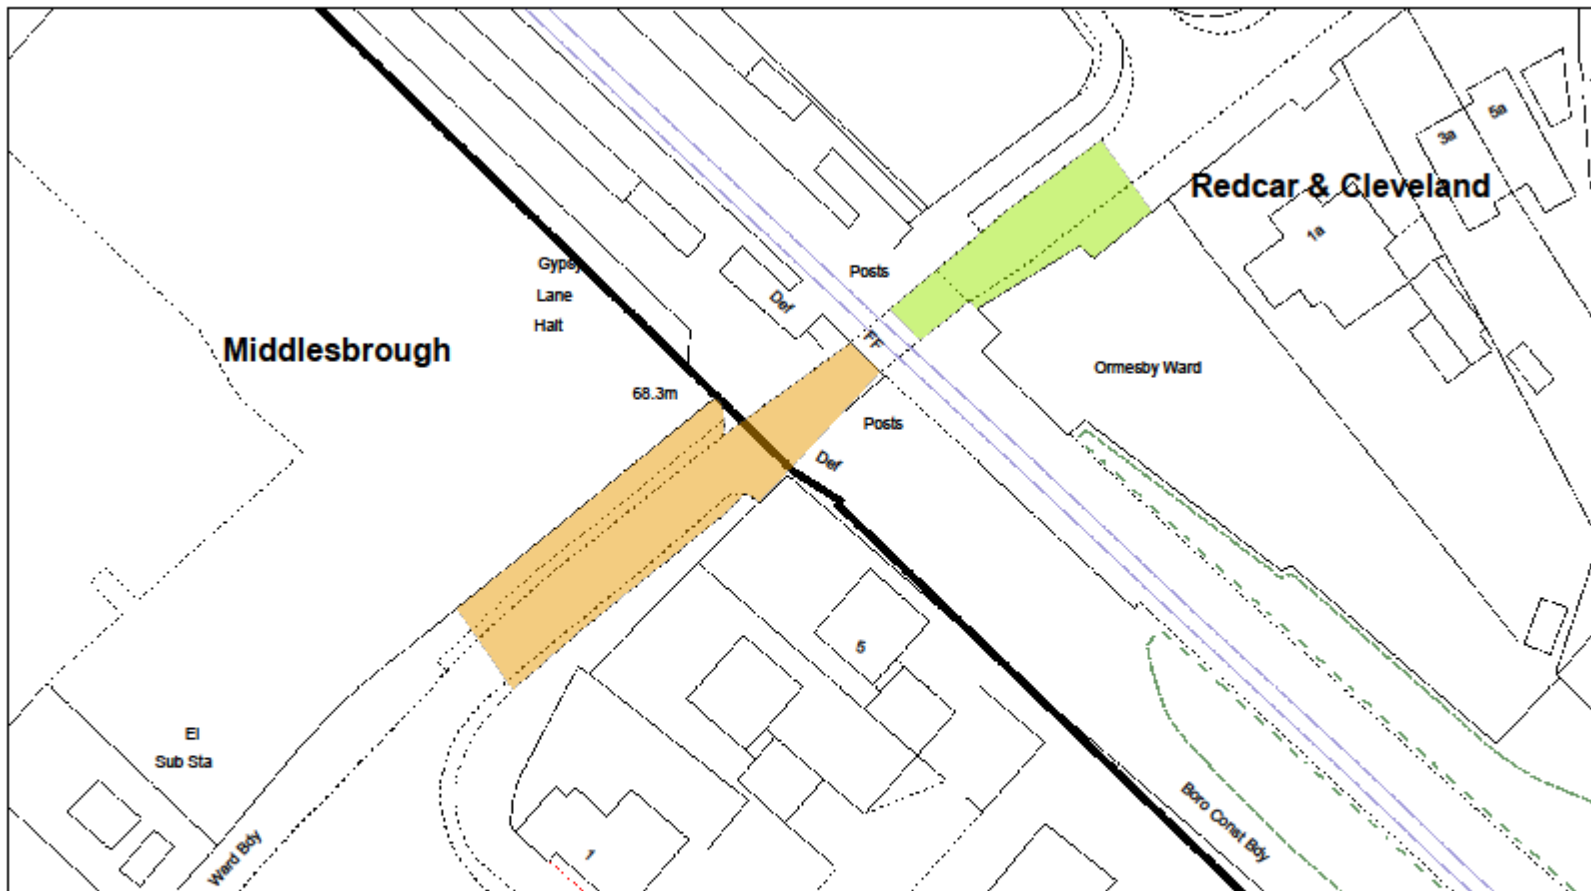 3a
5a
Redcar & Cleveland
1a
Gypsy
Lane
Halt
Posts
Def
FF
Middlesbrough
Ormesby Ward
68.3m
Posts
Def
5
El
Sub Sta
Boro Const Bdy
Ward Bdy
1